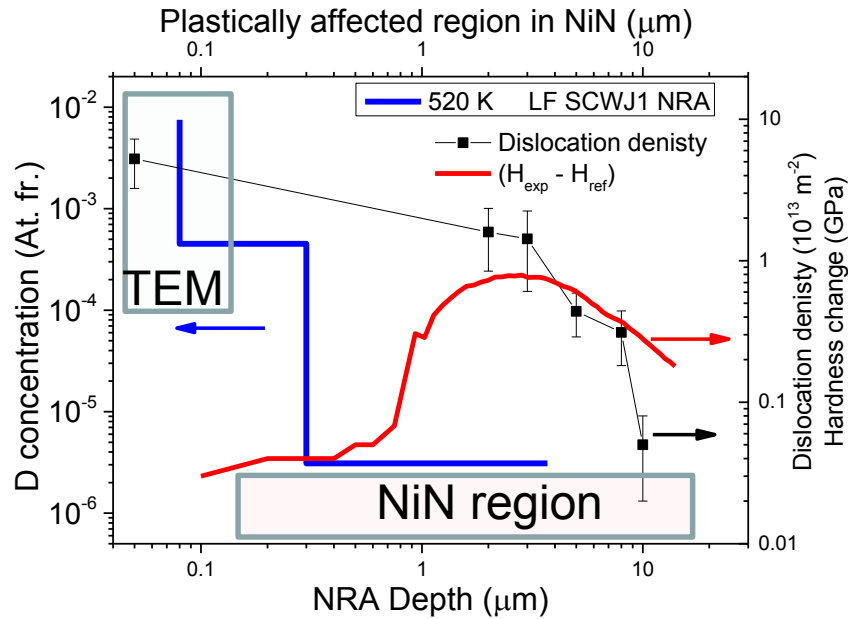 Plastically affected region in NiN (μm)
0.1 1 10
520 K LF SCWJ1 NRA
Dislocation denisty
(H_exp - H_ref)
10^-2
10^-3
10^-4
10^-5
10^-6
D concentration (At. fr.)
TEM
NiN region
10
1
0.1
0.01
Dislocation denisty (10^13 m^-2)
Hardness change (GPa)
0.1 1 10
NRA Depth (μm)